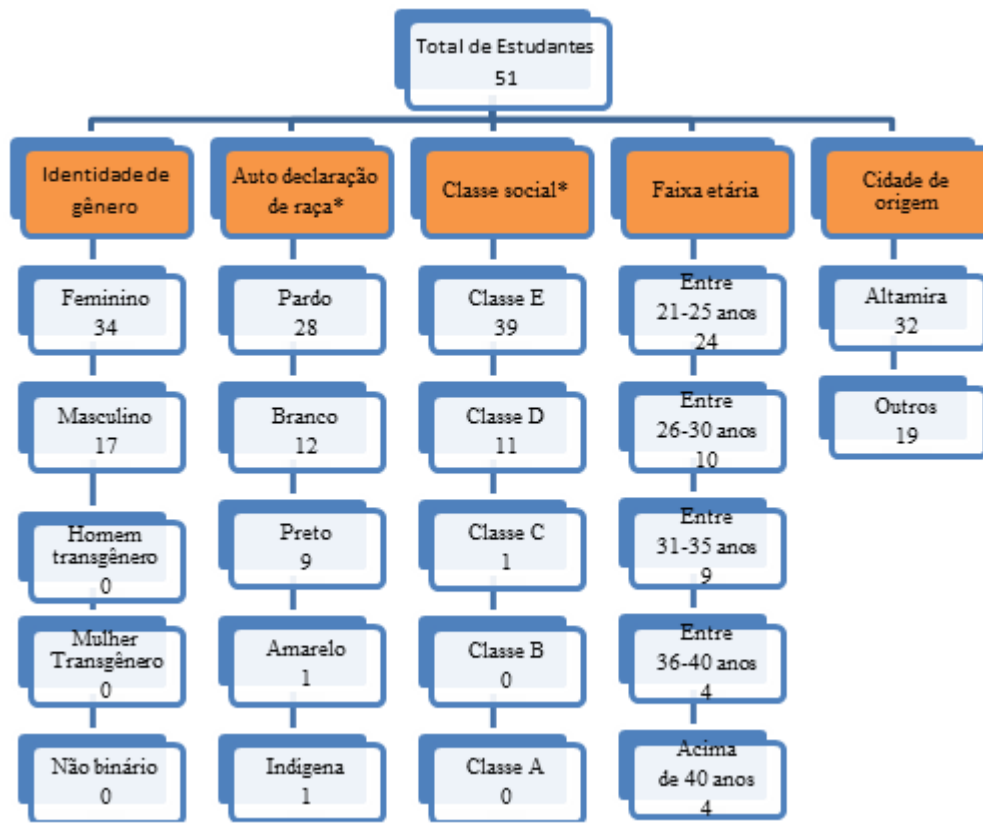 Total de Estudantes
51
Identidade de
gênero
Auto declaração
de raça*
Classe social*
Faixa etária
Cidade de
origem
Feminino
34
Pardo
28
Classe E
39
Entre
21-25 anos
24
Altamira
32
Masculino
17
Branco
12
Classe D
11
Entre
26-30 anos
10
Outros
19
Homem
transgênero
0
Preto
9
Classe C
1
Entre
31-35 anos
9
Mulher
Transgênero
0
Amarelo
1
Classe B
0
Entre
36-40 anos
4
Não binário
0
Indígena
1
Classe A
0
Acima
de 40 anos
4